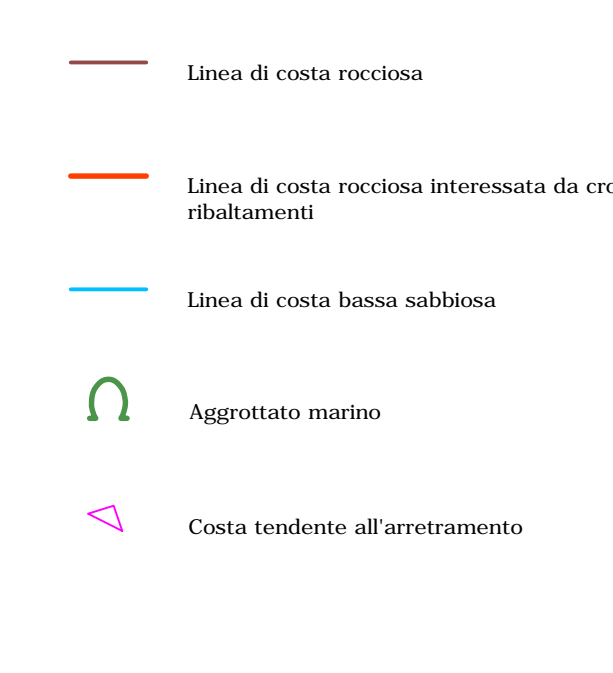 Linea di costa rocciosa
Linea di costa rocciosa interessata da
ribaltamenti
Linea di costa bassa sabbiosa
Aggrottato marino
Costa tendente all'arretramento